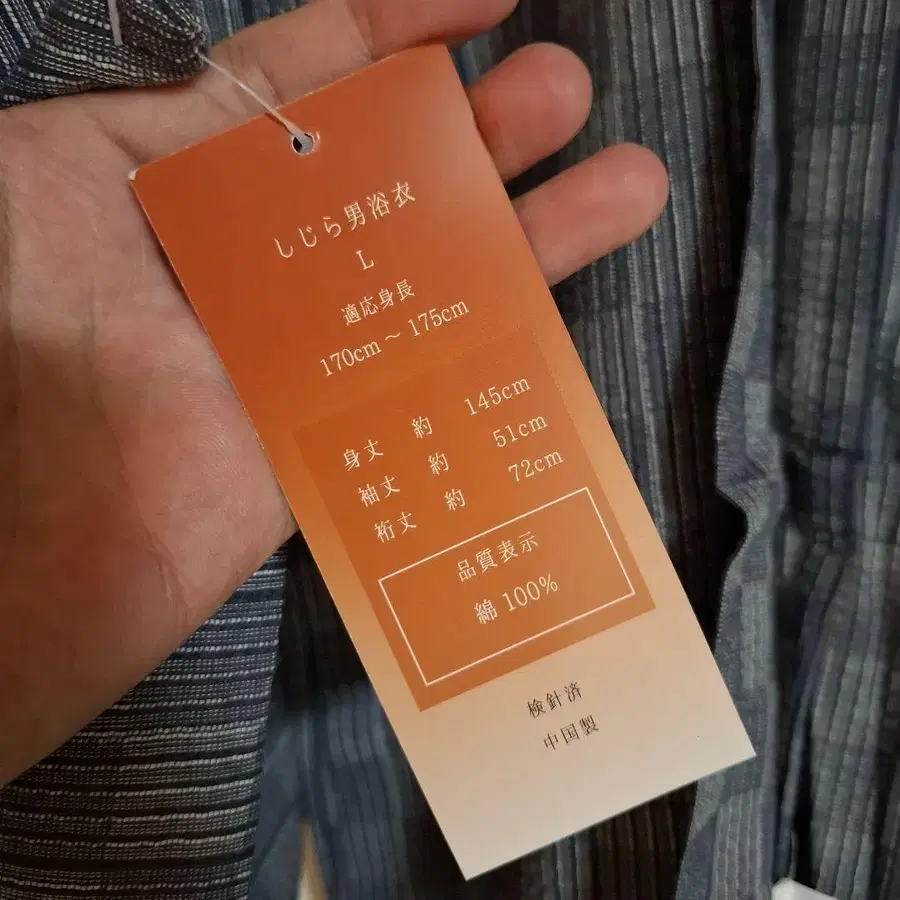 しじら男浴衣
L
適応身長
170cm～175cm
身丈 約 145cm
袖丈 約 51cm
裄丈 約 72cm
品質表示
綿 100%
検針済
中国製